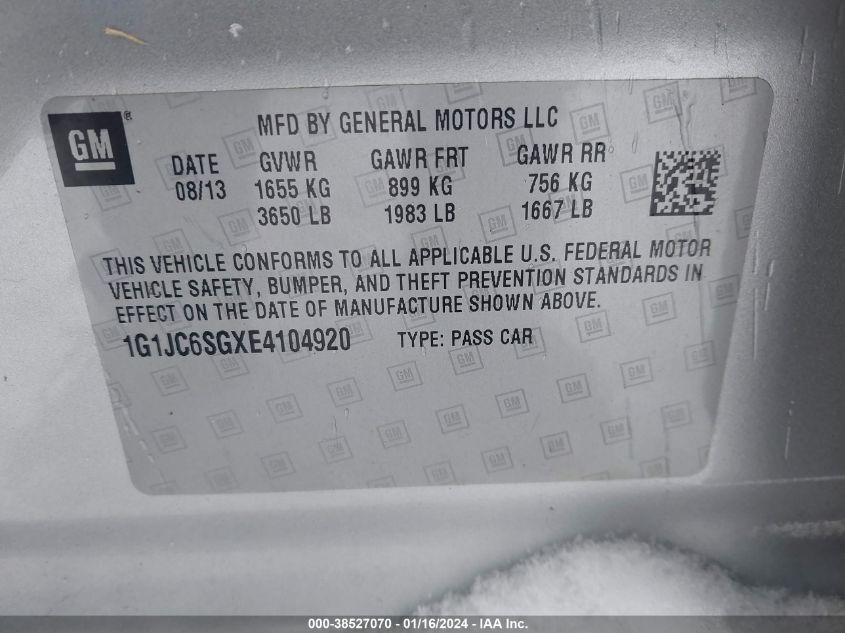 GM ®
MFD BY GENERAL MOTORS LLC
DATE GVWR GAWR FRT GAWR RR
08/13 1655 KG 899 KG 756 KG
3650 LB 1983 LB 1667 LB
THIS VEHICLE CONFORMS TO ALL APPLICABLE U.S. FEDERAL MOTOR
VEHICLE SAFETY, BUMPER, AND THEFT PREVENTION STANDARDS IN
EFFECT ON THE DATE OF MANUFACTURE SHOWN ABOVE.
1G1JC6SGXE4104920 TYPE: PASS CAR
000-38527070 - 01/16/2024 - IAA Inc.